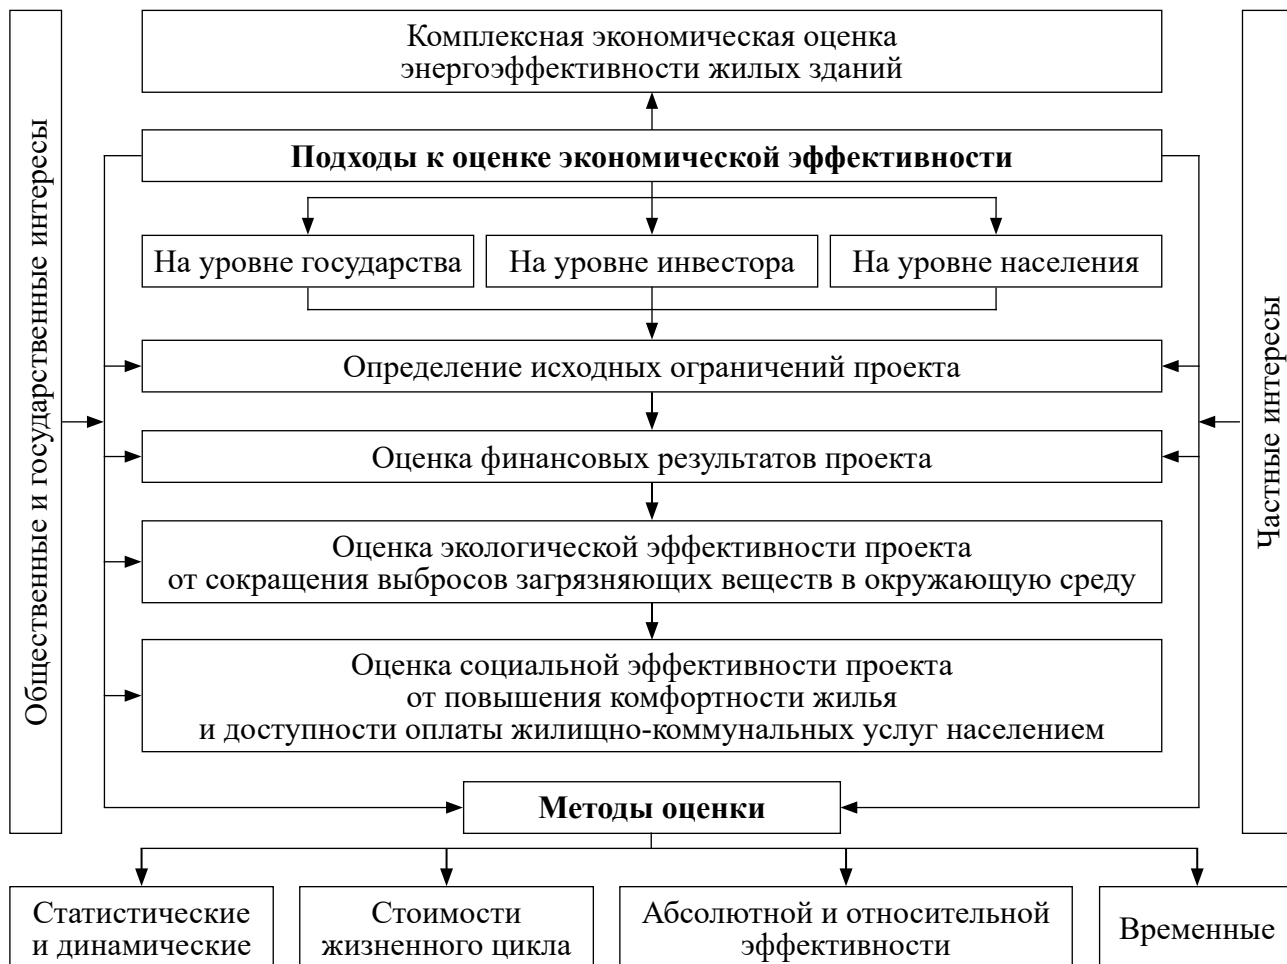 Общественные и государственные интересы
Комплексная экономическая оценка
энергоэффективности жилых зданий
Подходы к оценке экономической эффективности
На уровне государства
На уровне инвестора
На уровне населения
Определение исходных ограничений проекта
Оценка финансовых результатов проекта
Оценка экологической эффективности проекта
от сокращения выбросов загрязняющих веществ в окружающую среду
Оценка социальной эффективности проекта
от повышения комфортности жилья
и доступности оплаты жилищно-коммунальных услуг населением
Частные интересы
Методы оценки
Статистические
и динамические
Стоимости
жизненного цикла
Абсолютной и относительной
эффективности
Временные